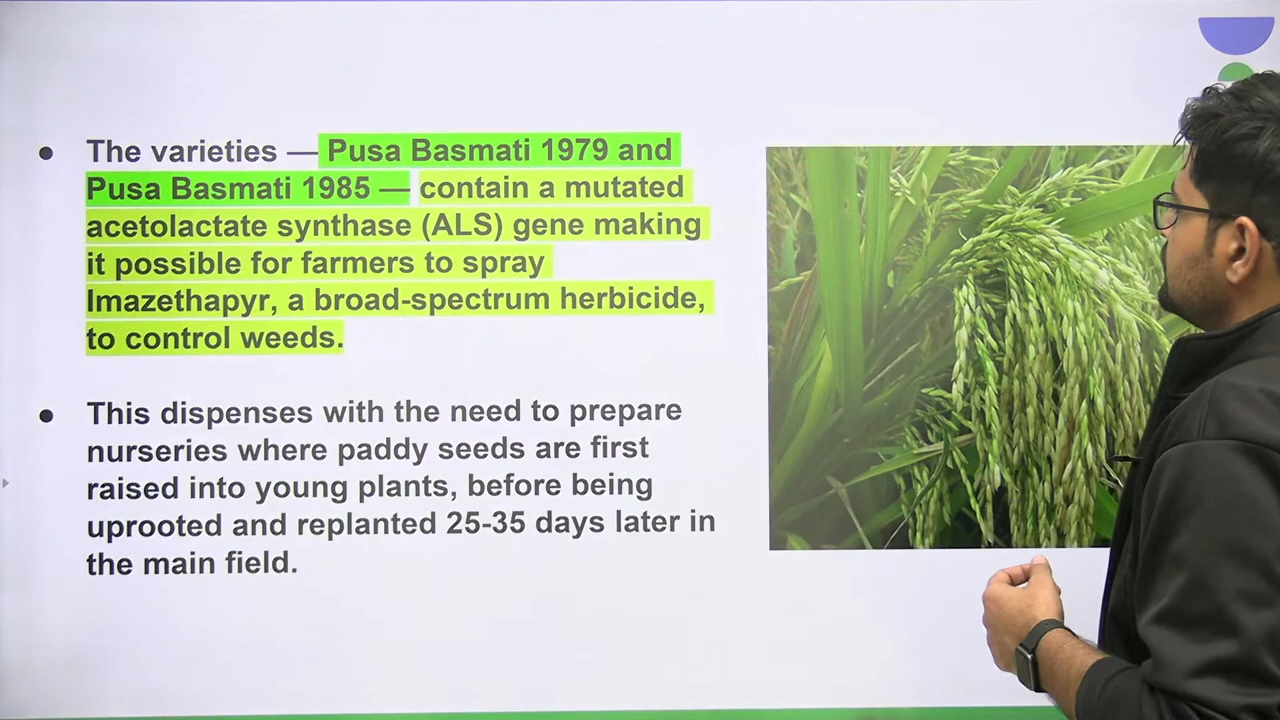 The varieties — Pusa Basmati 1979 and
Pusa Basmati 1985 — contain a mutated
acetolactate synthase (ALS) gene making
it possible for farmers to spray
Imazethapyr, a broad-spectrum herbicide,
to control weeds.
This dispenses with the need to prepare
nurseries where paddy seeds are first
raised into young plants, before being
uprooted and replanted 25-35 days later in
the main field.